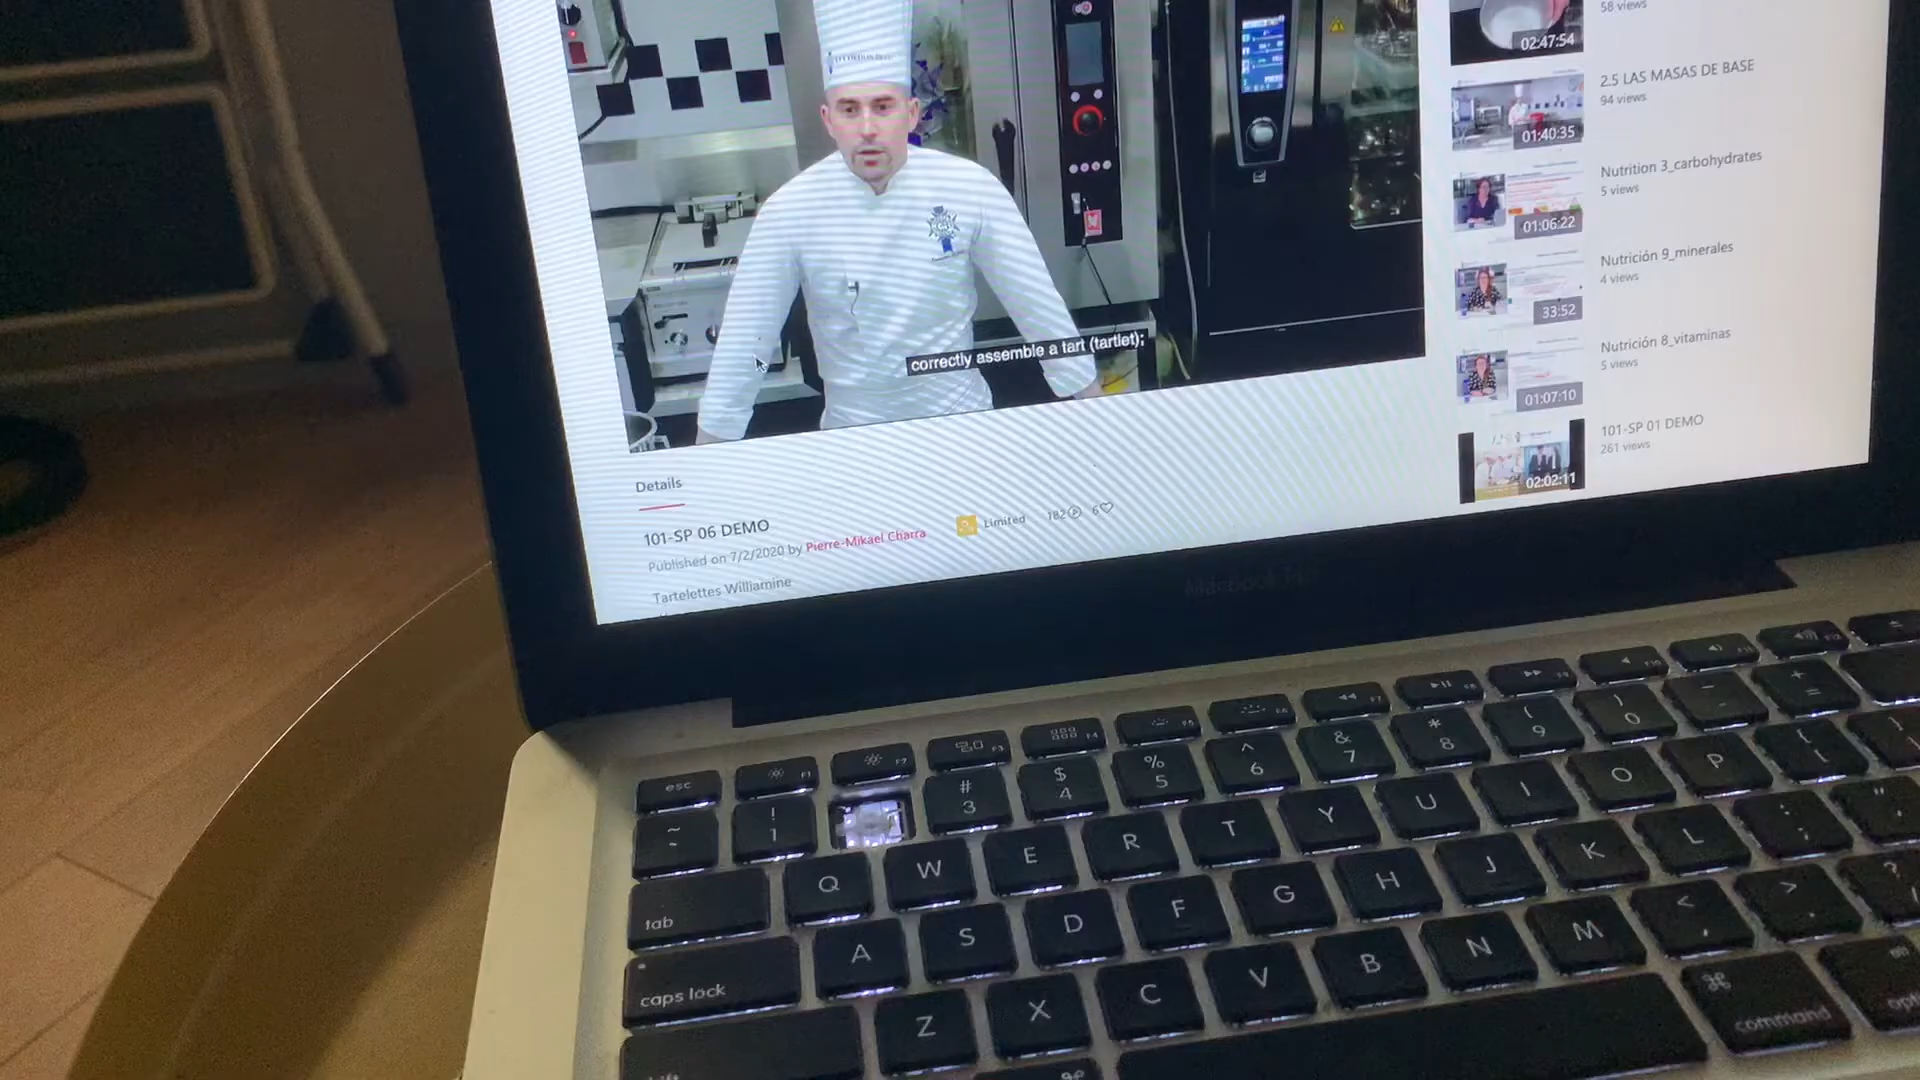 58 views
02:47:54
2.5 LAS MASAS DE BASE
94 views
01:40:35
Nutrition 3_carbohydrates
5 views
01:06:22
Nutrición 9_minerales
4 views
33:52
Nutrición 8_vitaminas
5 views
01:07:10
101-SP 01 DEMO
261 views
02:02:11
correctly assemble a tart (tartlet);
Details
101-SP 06 DEMO
Limited 182 6
Published on 7/2/2020 by Pierre-Mikael Charra
Tartelettes Williamine
MacBook Pro
esc F1 F2 F3 F4 F5 F6 F7 F8 F9 F10 F11 F12
~ ! # $ % ^ & * ( ) - +
1 3 4 5 6 7 8 9 0 =
tab Q W E R T Y U I O P { [
caps lock A S D F G H J K L : ; "
Z X C V B N M < > ?
command